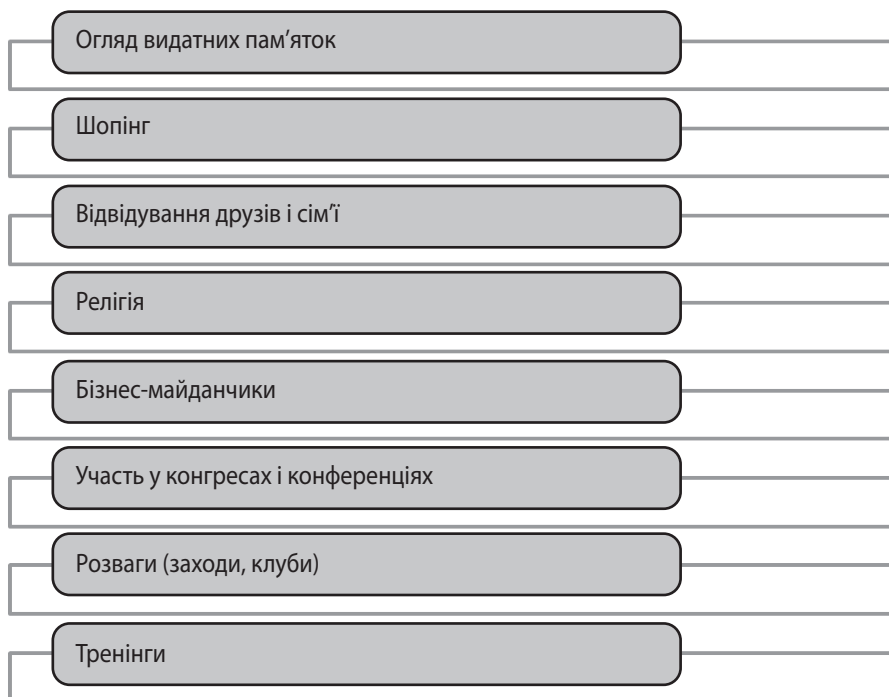 Огляд видатних пам’яток
Шопінг
Відвідування друзів і сім’ї
Релігія
Бізнес-майданчики
Участь у конгресах і конференціях
Розваги (заходи, клуби)
Тренінги